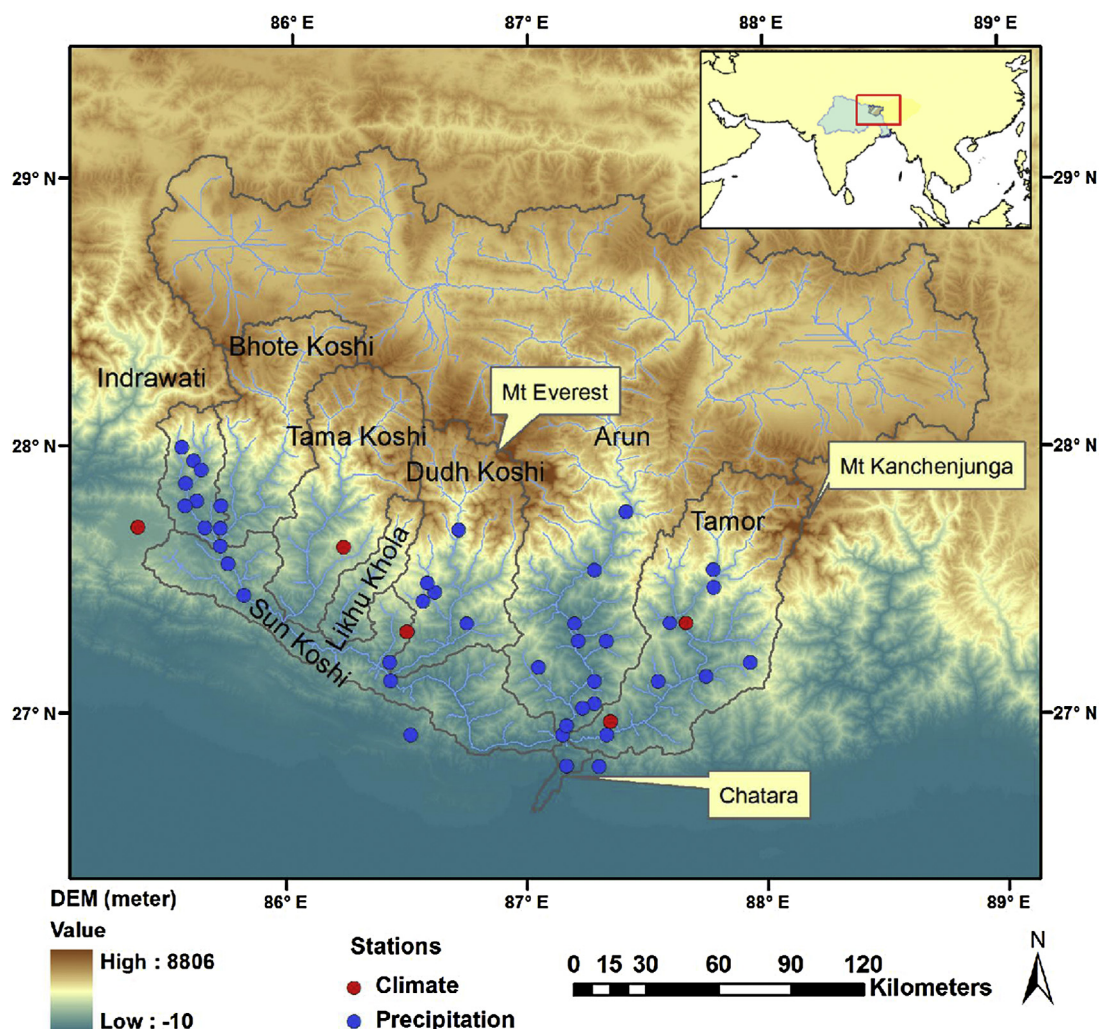 86° E 87° E 88° E 89° E
29° N 29° N
Bhote Koshi
Indrawati
Mt Everest
28° N 28° N
Tama Koshi
Arun
Dudh Koshi
Mt Kanchenjunga
Tamor
Likhu Khola
Sun Koshi
27° N 27° N
Chatara
86° E 87° E 88° E 89° E
DEM (meter)
Value
High : 8806
Low : -10
Stations
Climate
Precipitation
0 15 30 60 90 120
Kilometers
N